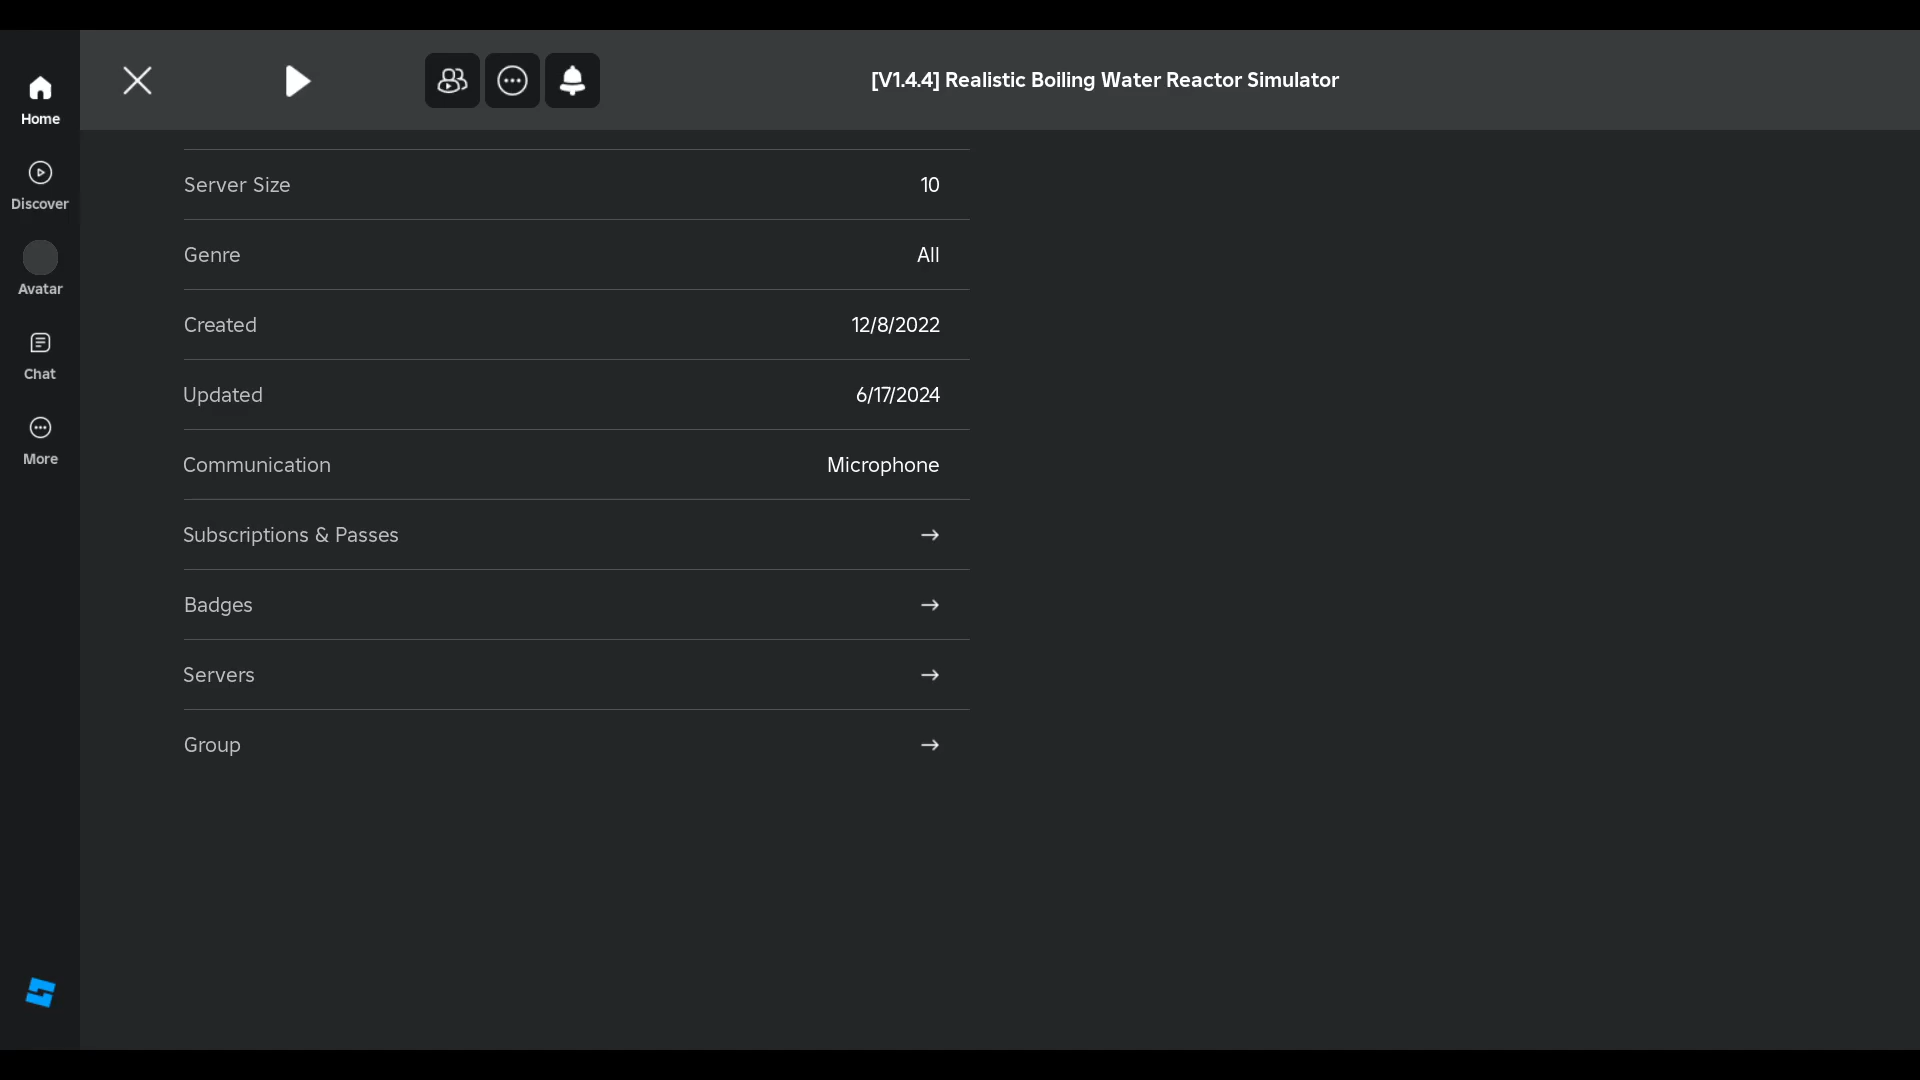 [V1.4.4] Realistic Boiling Water Reactor Simulator
Home
Discover
Avatar
Chat
More
Server Size 10
Genre All
Created 12/8/2022
Updated 6/17/2024
Communication Microphone
Subscriptions & Passes →
Badges →
Servers →
Group →